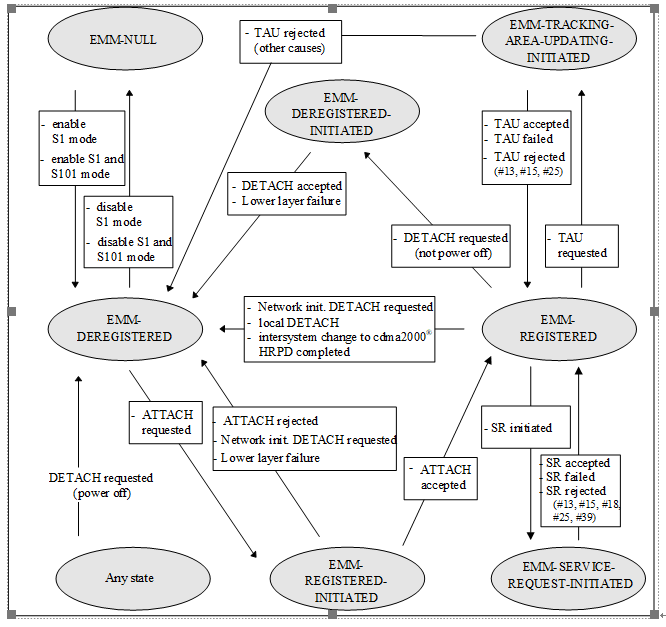 EMM-NULL
- TAU rejected
(other causes)
EMM-TRACKING-
AREA-UPDATING-
INITIATED
EMM-
DEREGISTERED-
INITIATED
- enable
S1 mode
- enable S1 and
S101 mode
- TAU accepted
- TAU failed
- TAU rejected
(#13, #15, #25)
- DETACH accepted
- Lower layer failure
- disable
S1 mode
- disable S1 and
S101 mode
- DETACH requested
(not power off)
- TAU
requested
EMM-
DEREGISTERED
- Network init. DETACH requested
- local DETACH
- intersystem change to cdma2000®
HRPD completed
EMM-
REGISTERED
- ATTACH
requested
- ATTACH rejected
- Network init. DETACH requested
- Lower layer failure
- SR initiated
- ATTACH
accepted
- SR accepted
- SR failed
- SR rejected
(#13, #15, #18,
#25, #39)
DETACH requested
(power off)
Any state
EMM-
REGISTERED-
INITIATED
EMM-SERVICE-
REQUEST-INITIATED